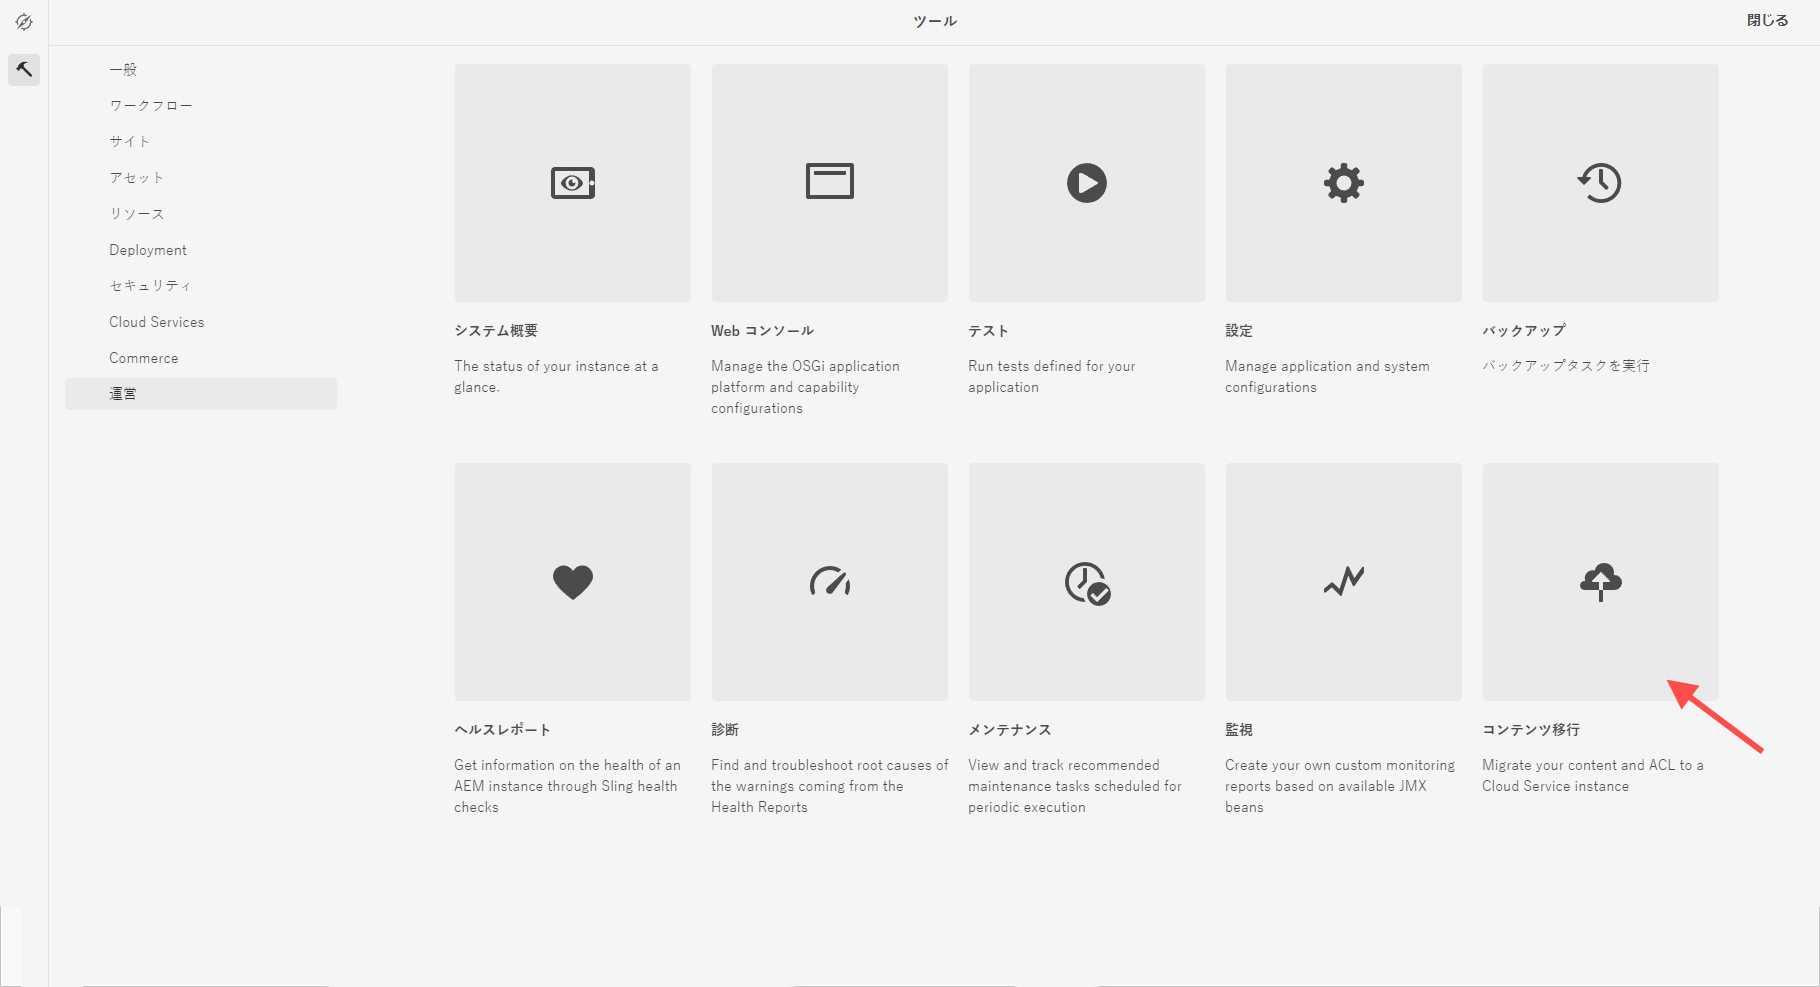 ツール
閉じる
一般
ワークフロー
サイト
アセット
リソース
Deployment
セキュリティ
Cloud Services
Commerce
運営
システム概要
The status of your instance at a
glance.
Web コンソール
Manage the OSGi application
platform and capability
configurations
テスト
Run tests defined for your
application
設定
Manage application and system
configurations
バックアップ
バックアップタスクを実行
ヘルスレポート
Get information on the health of an
AEM instance through Sling health
checks
診断
Find and troubleshoot root causes of
the warnings coming from the
Health Reports
メンテナンス
View and track recommended
maintenance tasks scheduled for
periodic execution
監視
Create your own custom monitoring
reports based on available JMX
beans
コンテンツ移行
Migrate your content and ACL to a
Cloud Service instance